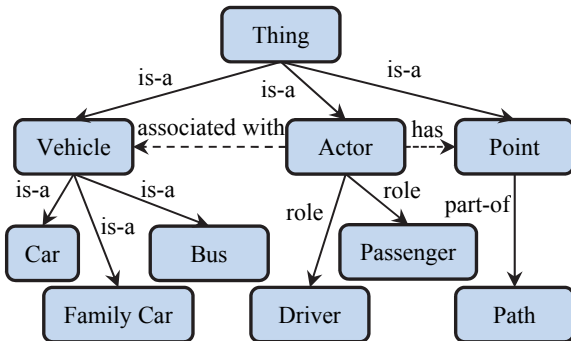 Thing
is-a
is-a
is-a
Vehicle
associated with
Actor
has
Point
is-a
is-a
is-a
role
role
part-of
Car
Bus
Passenger
Family Car
Driver
Path